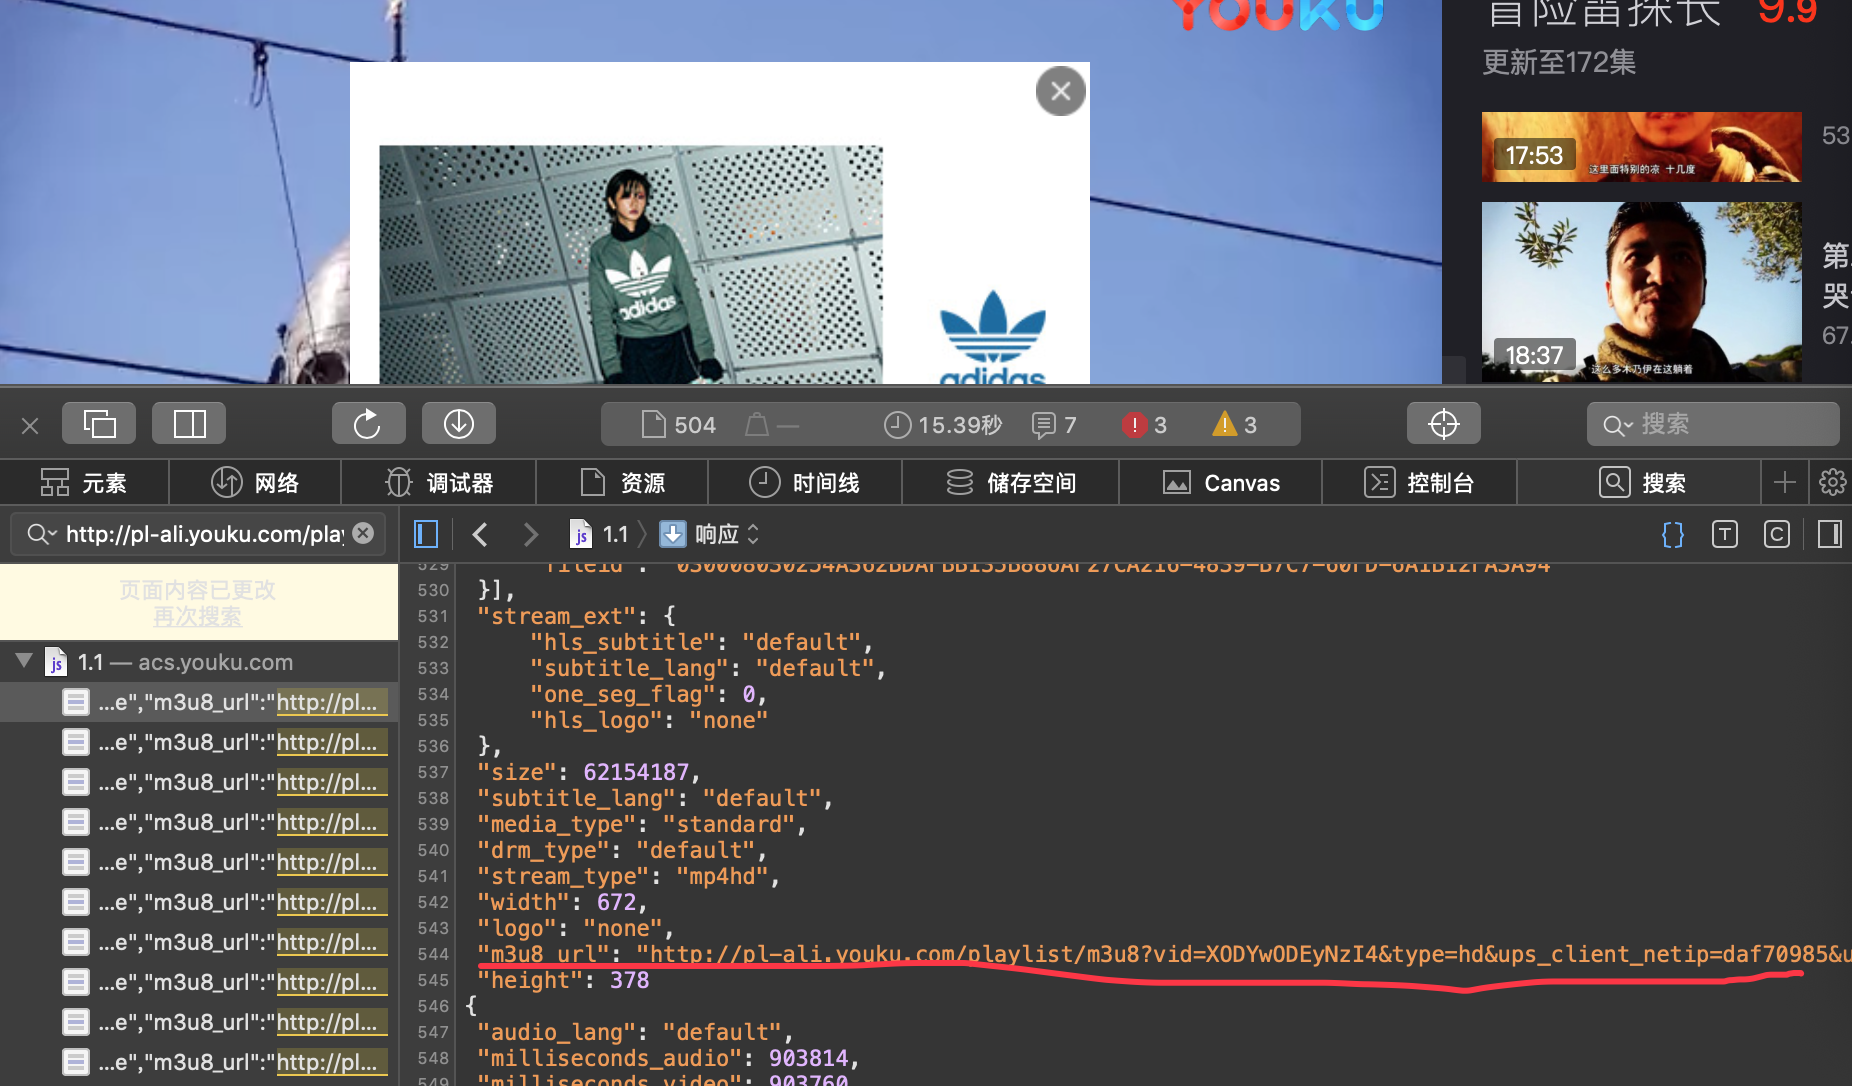 YOUKU
冒险雷探长 9.9
更新至172集
17:53
这里面特别的凉 十几度
53
第
哭
67.
18:37
这么多木乃伊在这躺着
adidas
adidas
504 — 15.39秒 7 3 3
搜索
元素 网络 调试器 资源 时间线 储存空间 Canvas 控制台 搜索
http://pl-ali.youku.com/play
1.1 响应
页面内容已更改
再次搜索
1.1 — acs.youku.com
...e","m3u8_url":"http://pl...
...e","m3u8_url":"http://pl...
...e","m3u8_url":"http://pl...
...e","m3u8_url":"http://pl...
...e","m3u8_url":"http://pl...
...e","m3u8_url":"http://pl...
...e","m3u8_url":"http://pl...
...e","m3u8_url":"http://pl...
...e","m3u8_url":"http://pl...
...e","m3u8_url":"http://pl...
529
530 }],
531 "stream_ext": {
532 "hls_subtitle": "default",
533 "subtitle_lang": "default",
534 "one_seg_flag": 0,
535 "hls_logo": "none"
536 },
537 "size": 62154187,
538 "subtitle_lang": "default",
539 "media_type": "standard",
540 "drm_type": "default",
541 "stream_type": "mp4hd",
542 "width": 672,
543 "logo": "none",
544 "m3u8_url": "http://pl-ali.youku.com/playlist/m3u8?vid=XODYwODEyNzI4&type=hd&ups_client_netip=daf70985&u
545 "height": 378
546 {
547 "audio_lang": "default",
548 "milliseconds_audio": 903814,
549 "milliseconds_video": 903760